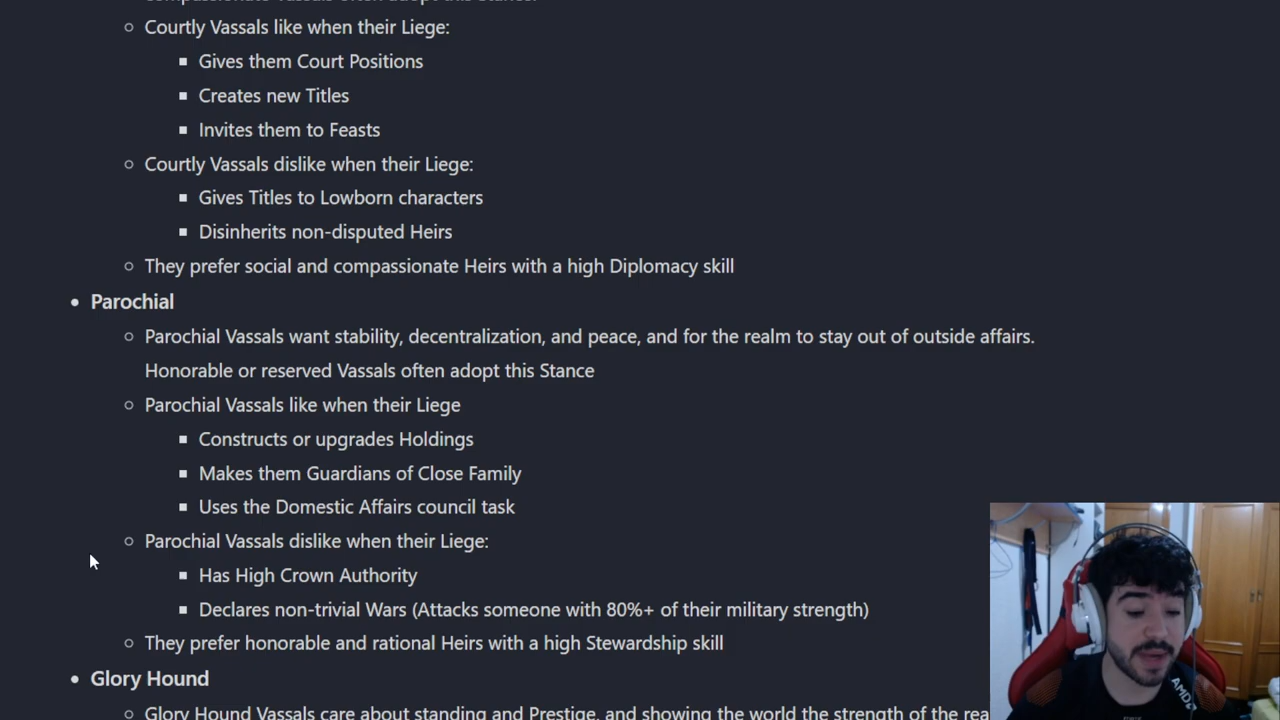 Courtly Vassals like when their Liege:
Gives them Court Positions
Creates new Titles
Invites them to Feasts
Courtly Vassals dislike when their Liege:
Gives Titles to Lowborn characters
Disinherits non-disputed Heirs
They prefer social and compassionate Heirs with a high Diplomacy skill
Parochial
Parochial Vassals want stability, decentralization, and peace, and for the realm to stay out of outside affairs.
Honorable or reserved Vassals often adopt this Stance
Parochial Vassals like when their Liege
Constructs or upgrades Holdings
Makes them Guardians of Close Family
Uses the Domestic Affairs council task
Parochial Vassals dislike when their Liege:
Has High Crown Authority
Declares non-trivial Wars (Attacks someone with 80%+ of their military strength)
They prefer honorable and rational Heirs with a high Stewardship skill
Glory Hound
Glory Hound Vassals care about standing and Prestige, and showing the world the strength of the rea
AMD